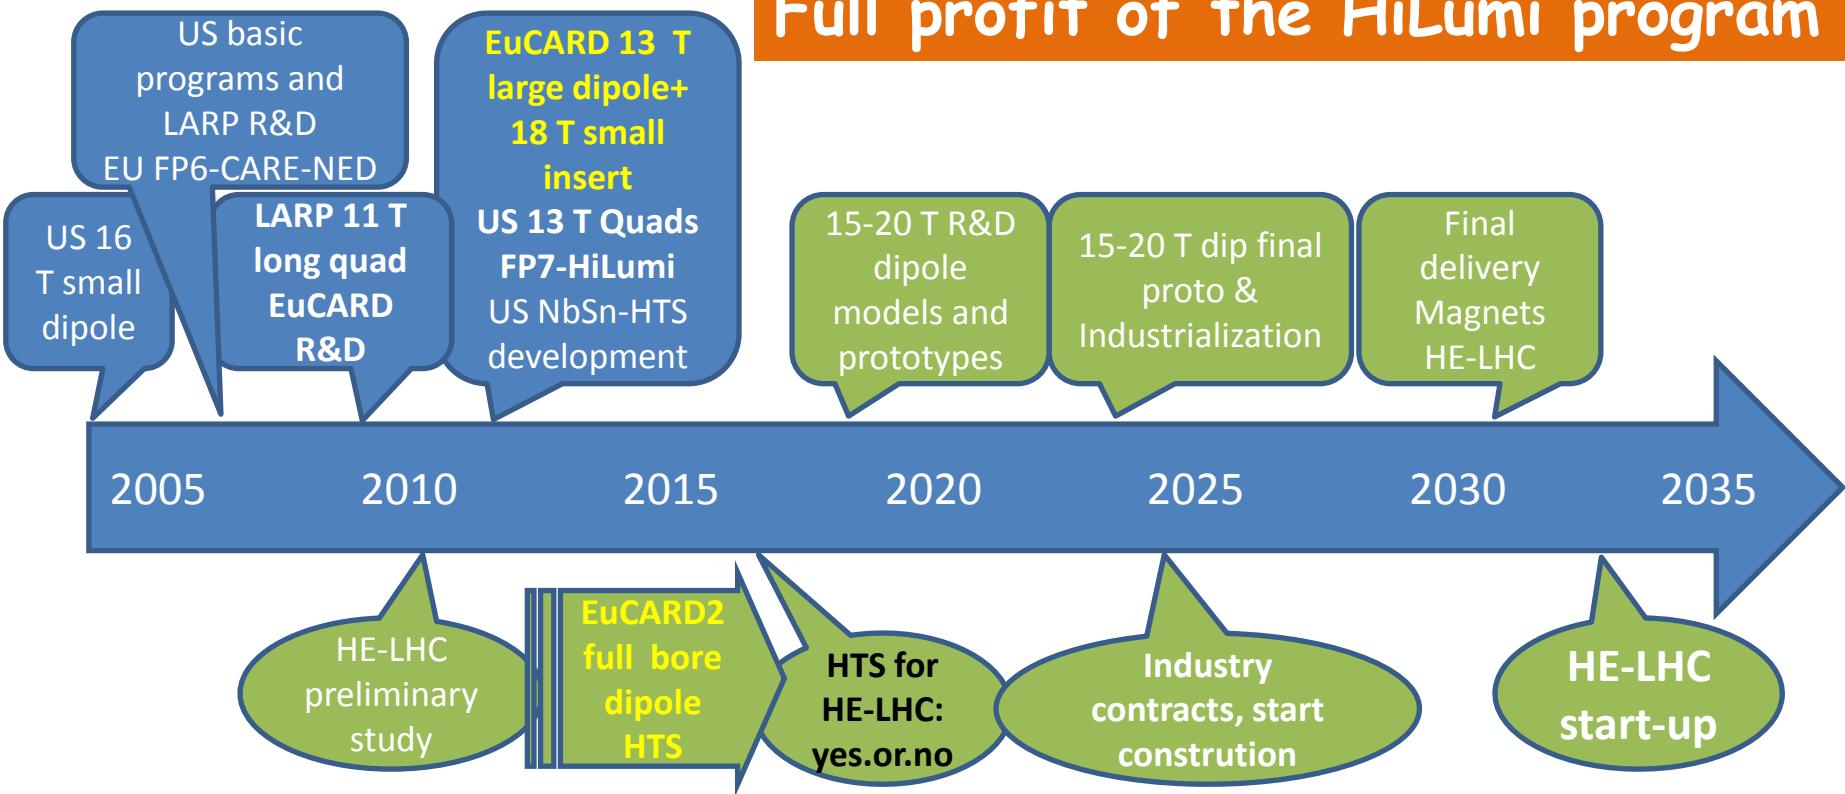 Full profit of the HiLumi program
US basic
programs and
LARP R&D
EU FP6-CARE-NED
EuCARD 13 T
large dipole+
18 T small
insert
US 13 T Quads
FP7-HiLumi
US NbSn-HTS
development
US 16
T small
dipole
LARP 11 T
long quad
EuCARD
R&D
15-20 T R&D
dipole
models and
prototypes
15-20 T dip final
proto &
Industrialization
Final
delivery
Magnets
HE-LHC
2005 2010 2015 2020 2025 2030 2035
HE-LHC
preliminary
study
EuCARD2
full bore
dipole
HTS
HTS for
HE-LHC:
yes.or.no
Industry
contracts, start
constrution
HE-LHC
start-up